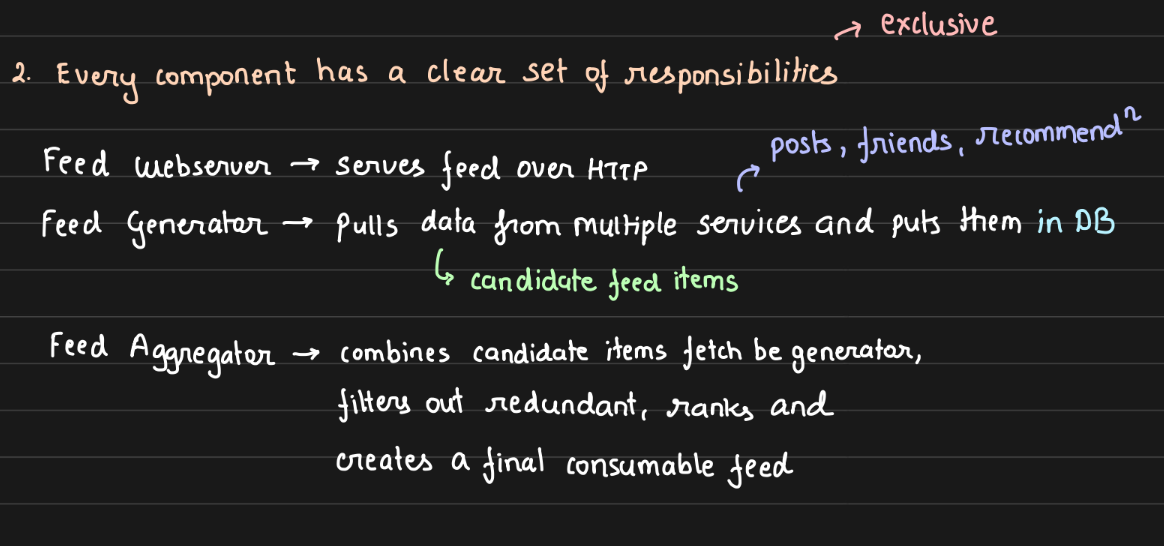 → exclusive
2. Every component has a clear set of responsibilities
posts, friends, recommendⁿ
Feed Webserver → serves feed over HTTP
Feed Generator → Pulls data from multiple services and puts them in DB
candidate feed items
Feed Aggregator → combines candidate items fetch be generator,
filters out redundant, ranks and
creates a final consumable feed